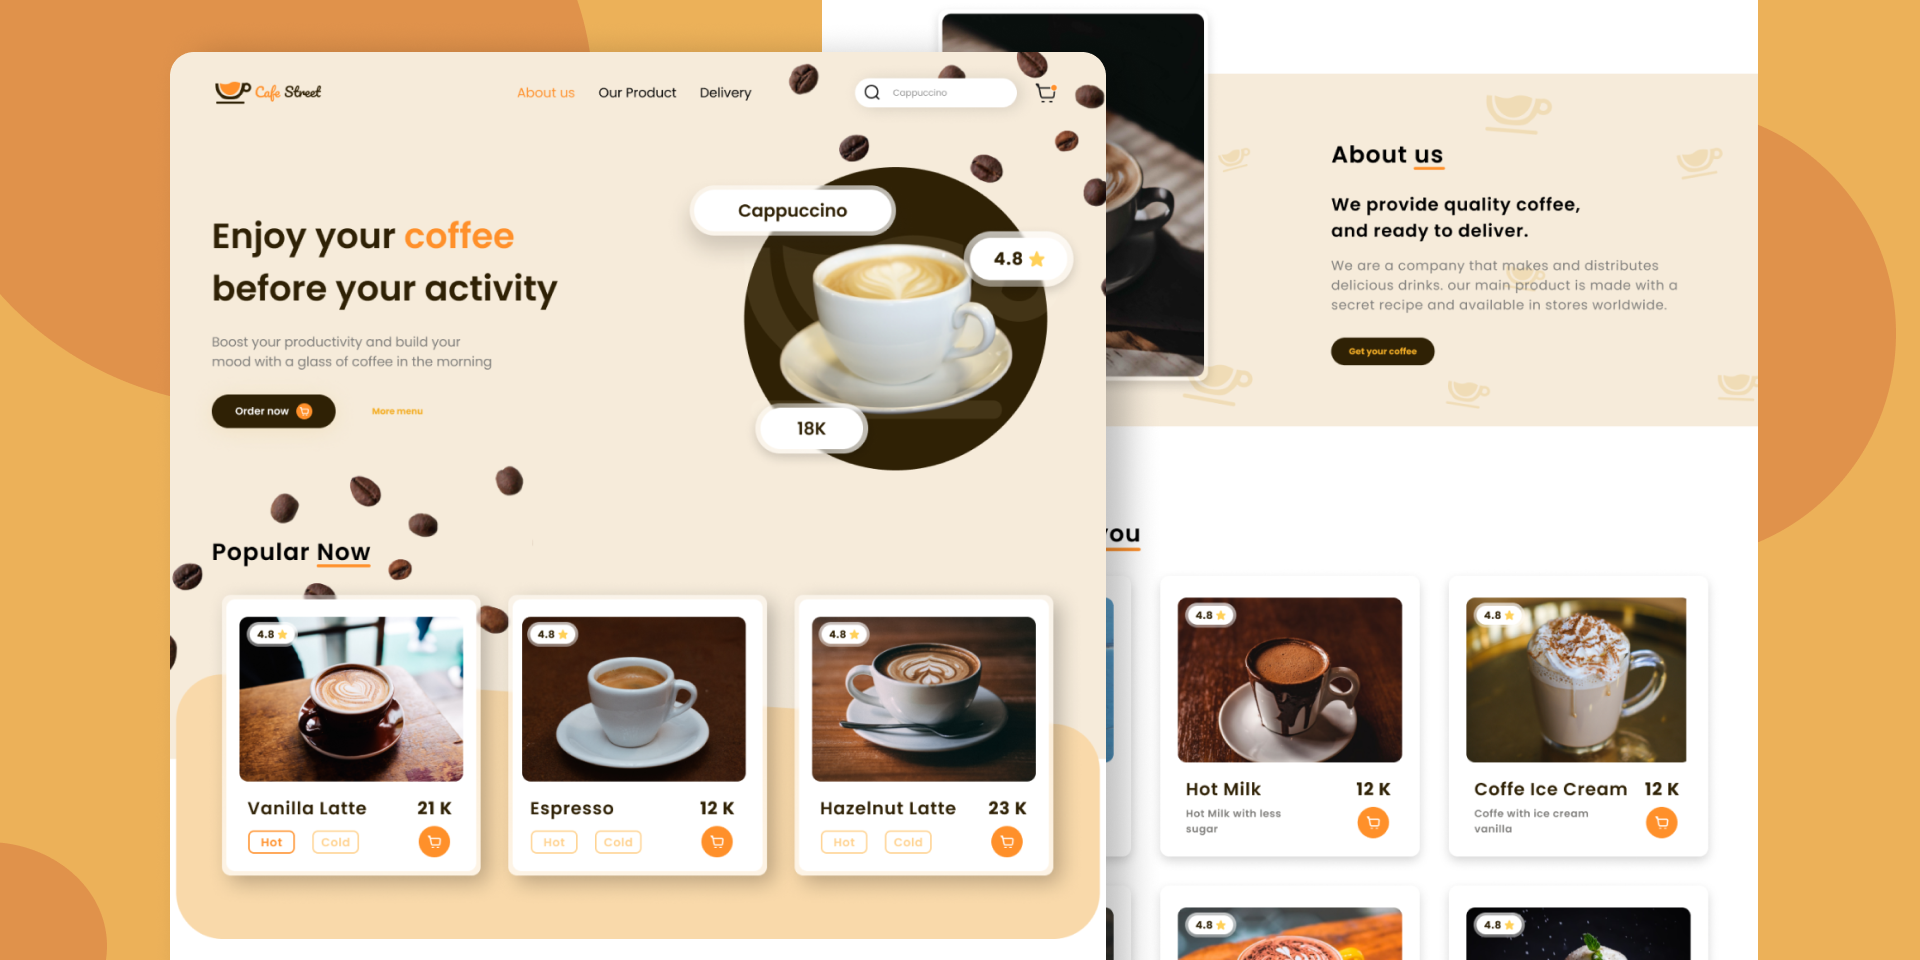 Cafe Street
About us
Our Product
Delivery
Cappuccino
Enjoy your coffee
before your activity
Boost your productivity and build your
mood with a glass of coffee in the morning
Order now
More menu
Cappuccino
4.8
18K
Popular Now
4.8
Vanilla Latte
21 K
Hot
Cold
4.8
Espresso
12 K
Hot
Cold
4.8
Hazelnut Latte
23 K
Hot
Cold
About us
We provide quality coffee,
and ready to deliver.
We are a company that makes and distributes
delicious drinks. our main product is made with a
secret recipe and available in stores worldwide.
Get your coffee
you
4.8
Hot Milk
12 K
Hot Milk with less
sugar
4.8
Coffe Ice Cream
12 K
Coffe with ice cream
vanilla
4.8
4.8